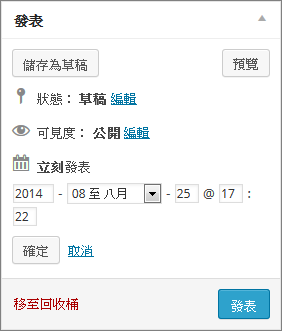 發表
儲存為草稿 預覽
狀態： 草稿 編輯
可見度： 公開 編輯
立刻發表
2014 - 08 至 八月 - 25 @ 17 :
22
確定 取消
移至回收桶 發表